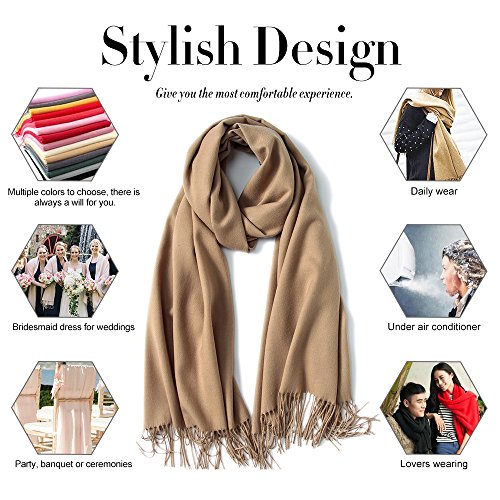 Stylish Design
Give you the most comfortable experience.
Multiple colors to choose, there is
always a will for you.
Daily wear
Bridesmaid dress for weddings
Under air conditioner
Party, banquet or ceremonies
Lovers wearing